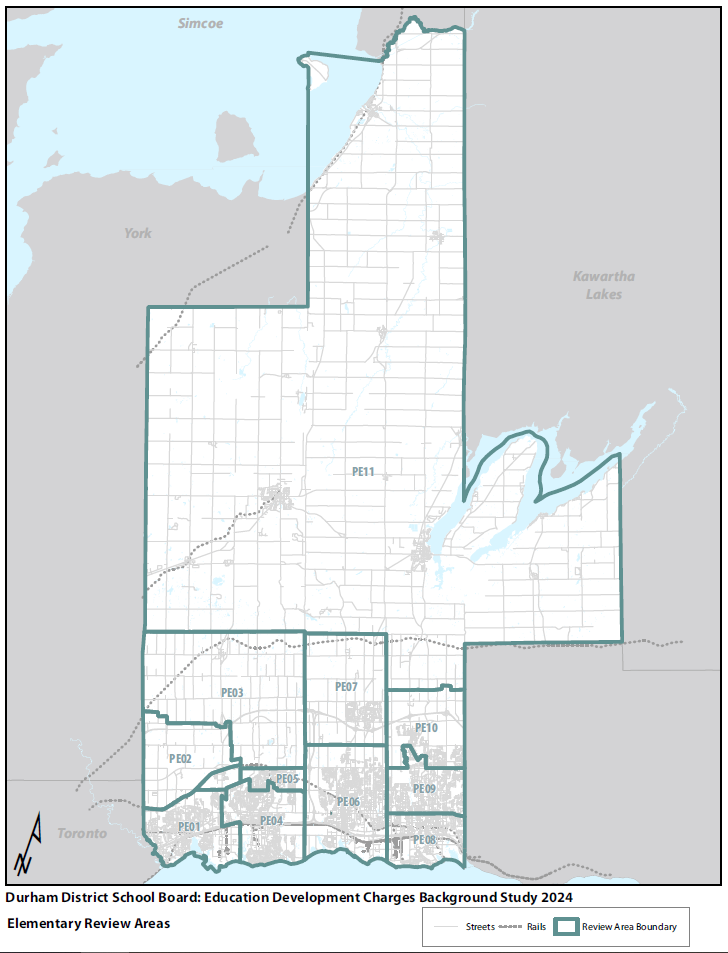 Simcoe
York
Kawartha
Lakes
PE11
PE03
PE07
PE10
PE02
PE05
PE09
PE06
PE04
PE01
PE08
Toronto
N
Durham District School Board: Education Development Charges Background Study 2024
Elementary Review Areas
Streets Rails Review Area Boundary